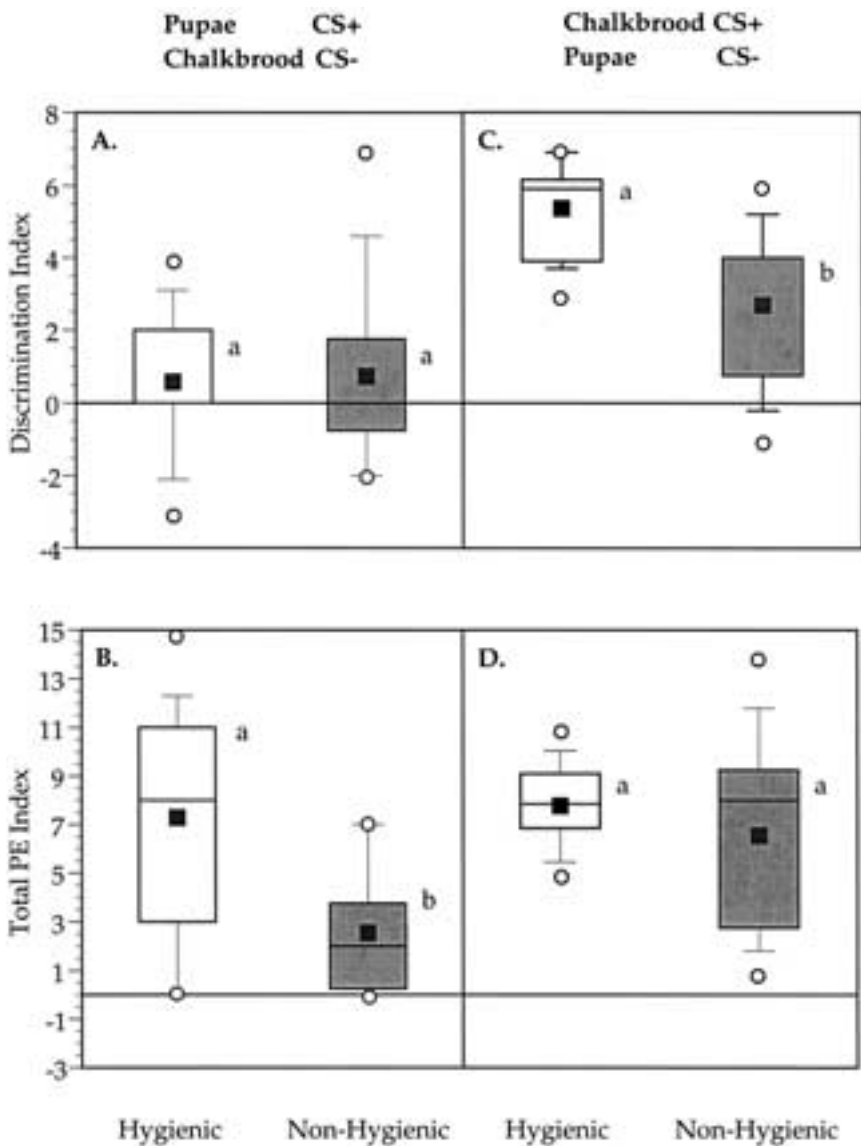 Pupae CS+
Chalkbrood CS-
Chalkbrood CS+
Pupae CS-
Discrimination Index
8
6
4
2
0
-2
-4
A.
a
a
C.
a
b
Total PE Index
15
13
11
9
7
5
3
1
-1
-3
B.
a
b
D.
a
a
Hygienic Non-Hygienic Hygienic Non-Hygienic